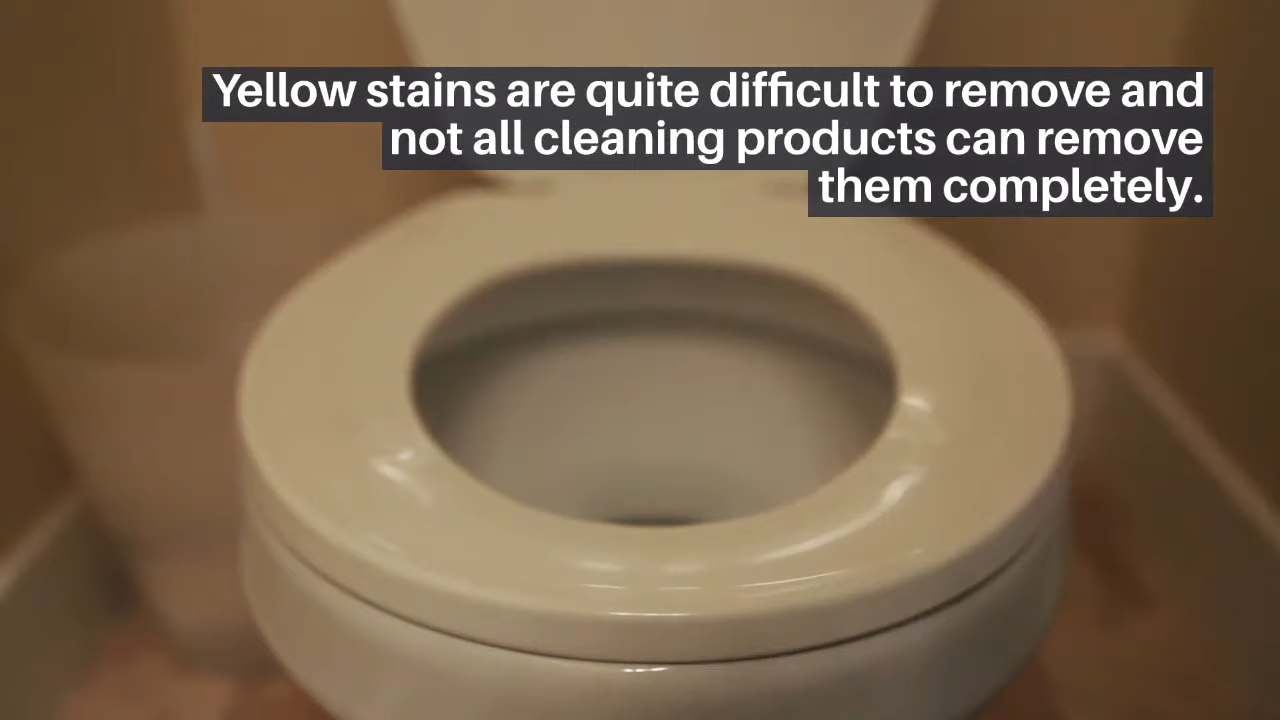 Yellow stains are quite difficult to remove and
not all cleaning products can remove
them completely.